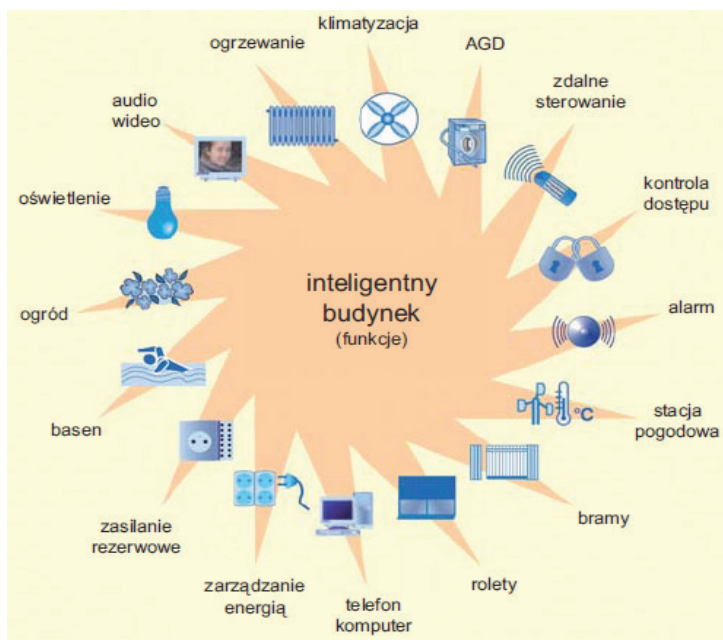 klimatyzacja
AGD
zdalne
sterowanie
kontrola
dostępu
alarm
stacja
pogodowa
°C
bramy
rolety
telefon
komputer
zarządzanie
energią
zasilanie
rezerwowe
basen
ogród
oświetlenie
audio
wideo
ogrzewanie
inteligentny
budynek
(funkcje)